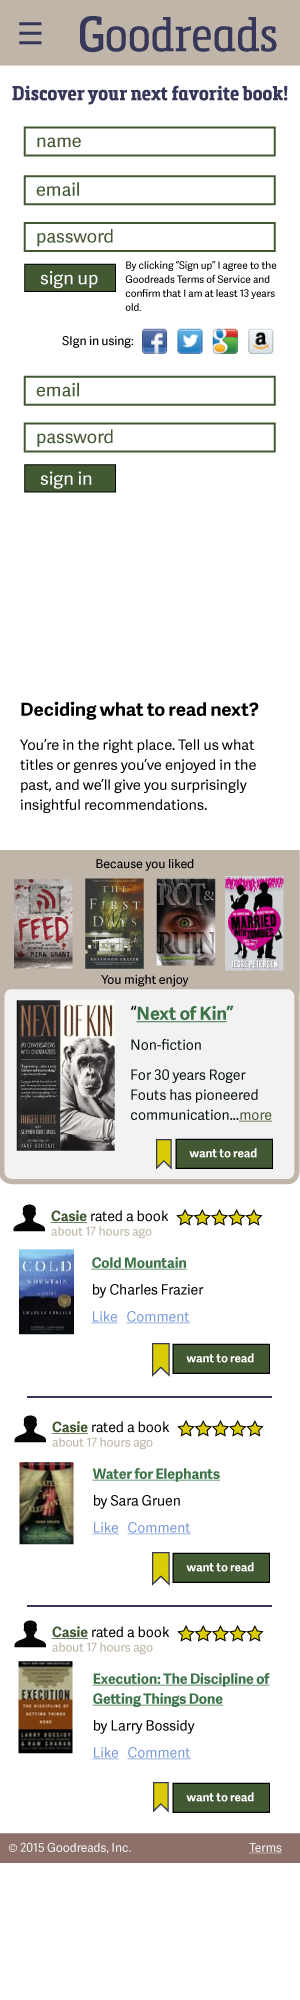 Goodreads
Discover your next favorite book!
name
email
password
sign up
By clicking “Sign up” I agree to the
Goodreads Terms of Service and
confirm that I am at least 13 years
old.
SIgn in using:
email
password
sign in
Deciding what to read next?
You’re in the right place. Tell us what
titles or genres you’ve enjoyed in the
past, and we’ll give you surprisingly
insightful recommendations.
Because you liked
FEED
MIRA GRANT
THE
FIRST
DAYS
RHIANNON FRATER
ROT &
RUIN
MARRIED
WITH ZOMBIES
JESSE PETERSEN
You might enjoy
NEXT OF KIN
MY CONVERSATIONS
WITH CHIMPANZEES
ROGER FOUTS
JANE GOODALL
“Next of Kin”
Non-fiction
For 30 years Roger
Fouts has pioneered
communication...more
want to read
Casie rated a book
about 17 hours ago
COLD
MOUNTAIN
CHARLES FRAZIER
Cold Mountain
by Charles Frazier
Like Comment
want to read
Casie rated a book
about 17 hours ago
WATER
for
ELEPHANTS
SARA GRUEN
Water for Elephants
by Sara Gruen
Like Comment
want to read
Casie rated a book
about 17 hours ago
EXECUTION
THE DISCIPLINE OF
GETTING THINGS
DONE
LARRY BOSSIDY
& RAM CHARAN
Execution: The Discipline of
Getting Things Done
by Larry Bossidy
Like Comment
want to read
© 2015 Goodreads, Inc.
Terms